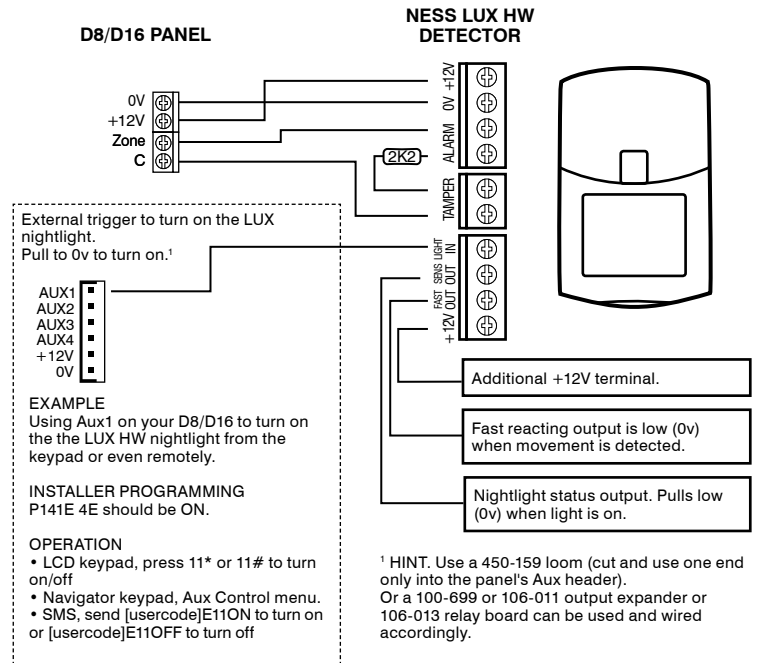 D8/D16 PANEL
NESS LUX HW
DETECTOR
0V
+12V
Zone
C
2K2
+12V
0V
ALARM
TAMPER
LIGHT
IN
SENS
OUT
FAST
OUT
+12V
External trigger to turn on the LUX
nightlight.
Pull to 0v to turn on.¹
AUX1
AUX2
AUX3
AUX4
+12V
0V
EXAMPLE
Using Aux1 on your D8/D16 to turn on
the the LUX HW nightlight from the
keypad or even remotely.
INSTALLER PROGRAMMING
P141E 4E should be ON.
OPERATION
• LCD keypad, press 11* or 11# to turn
on/off
• Navigator keypad, Aux Control menu.
• SMS, send [usercode]E11ON to turn on
or [usercode]E11OFF to turn off
Additional +12V terminal.
Fast reacting output is low (0v)
when movement is detected.
Nightlight status output. Pulls low
(0v) when light is on.
¹ HINT. Use a 450-159 loom (cut and use one end
only into the panel's Aux header).
Or a 100-699 or 106-011 output expander or
106-013 relay board can be used and wired
accordingly.